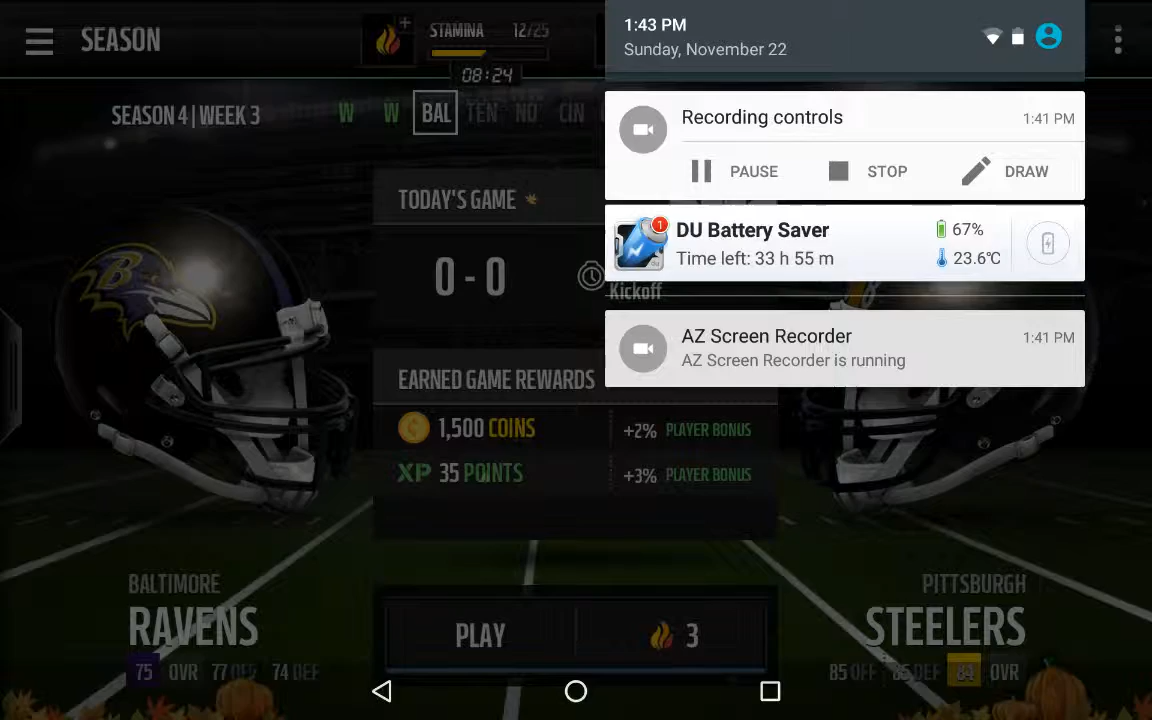 SEASON
STAMINA 12/25
08:24
SEASON 4 | WEEK 3
W W BAL TEN NO CIN
TODAY'S GAME
0 - 0
Kickoff
EARNED GAME REWARDS
1,500 COINS +2% PLAYER BONUS
XP 35 POINTS +3% PLAYER BONUS
BALTIMORE
RAVENS
75 OVR 77 OFF 74 DEF
PLAY 3
PITTSBURGH
STEELERS
85 OFF 85 DEF 84 OVR
1:43 PM
Sunday, November 22
Recording controls 1:41 PM
PAUSE STOP DRAW
1
DU Battery Saver 67%
Time left: 33 h 55 m 23.6℃
AZ Screen Recorder 1:41 PM
AZ Screen Recorder is running